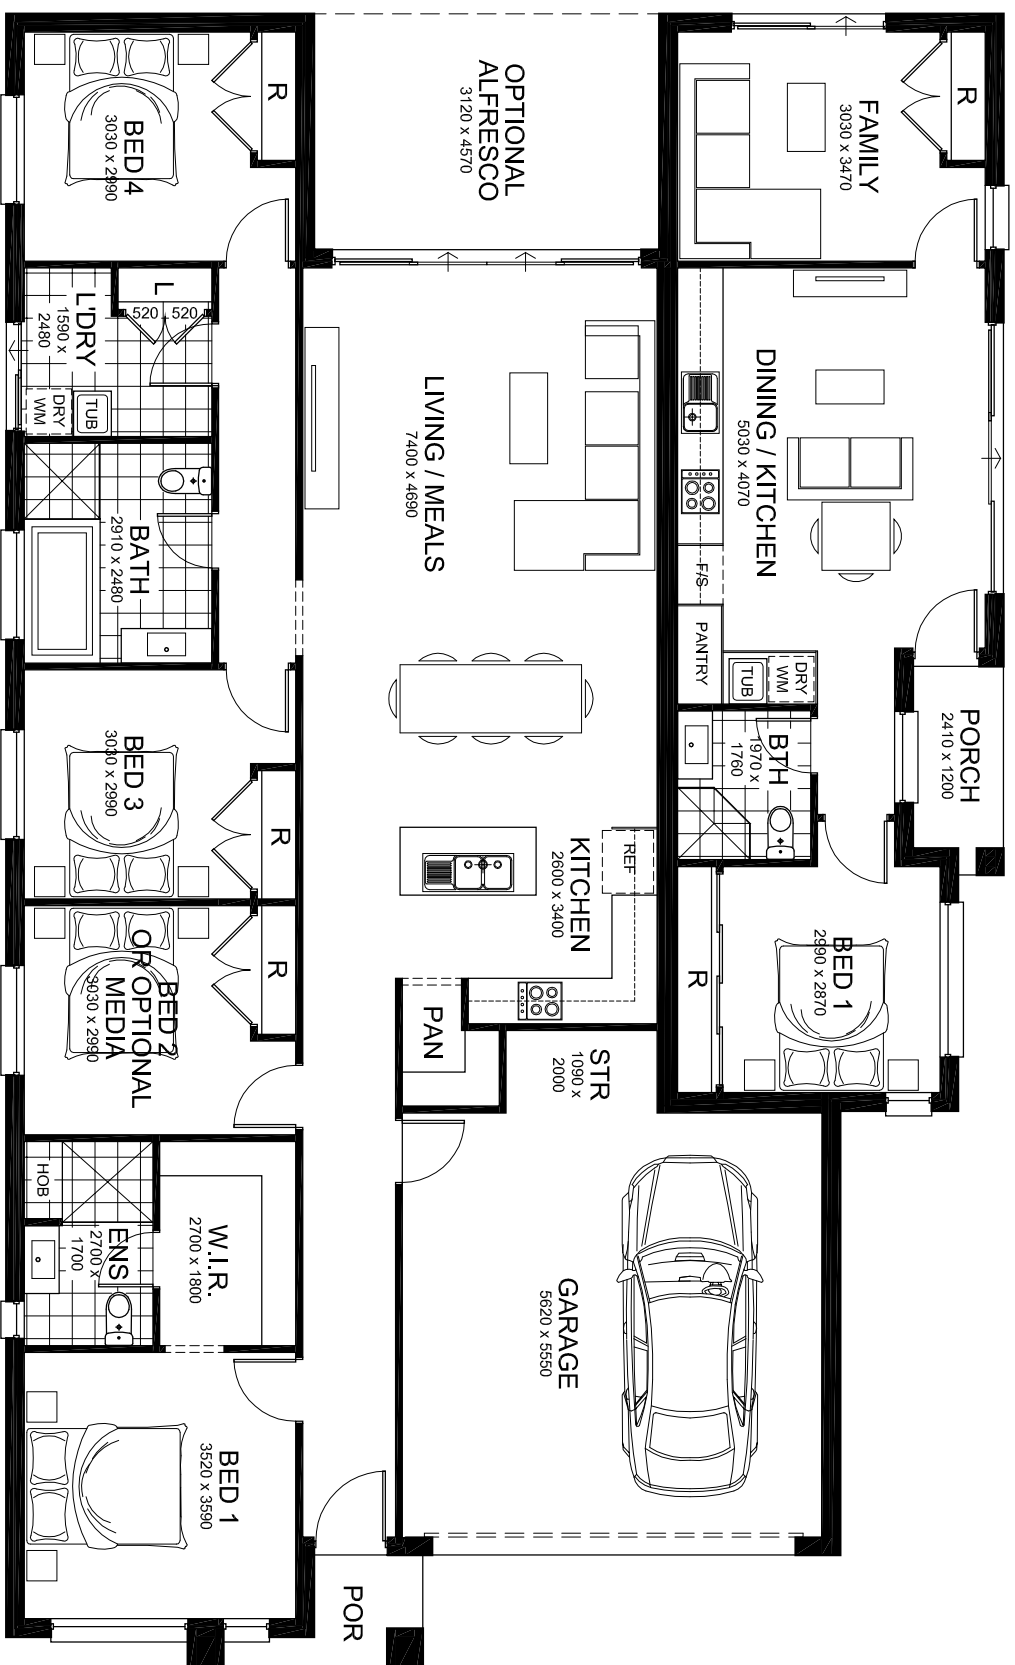 R
FAMILY
3030 x 3470
OPTIONAL
ALFRESCO
3120 x 4570
R
BED 4
3030 x 2990
DINING / KITCHEN
5030 x 4070
F/S
PANTRY
TUB
DRY
WM
LIVING / MEALS
7400 x 4690
L
520 520
L'DRY
1590 x
2480
DRY
WM
TUB
BATH
2910 x 2480
PORCH
2410 x 1200
BTH
1970 x
1760
R
BED 3
3030 x 2990
REF
KITCHEN
2600 x 3400
PAN
BED 1
2990 x 2870
R
R
BED 2
OR OPTIONAL
MEDIA
3030 x 2990
STR
1090 x
2000
HOB
ENS
2700 x
1700
W.I.R.
2700 x 1800
GARAGE
5620 x 5550
BED 1
3520 x 3590
POR